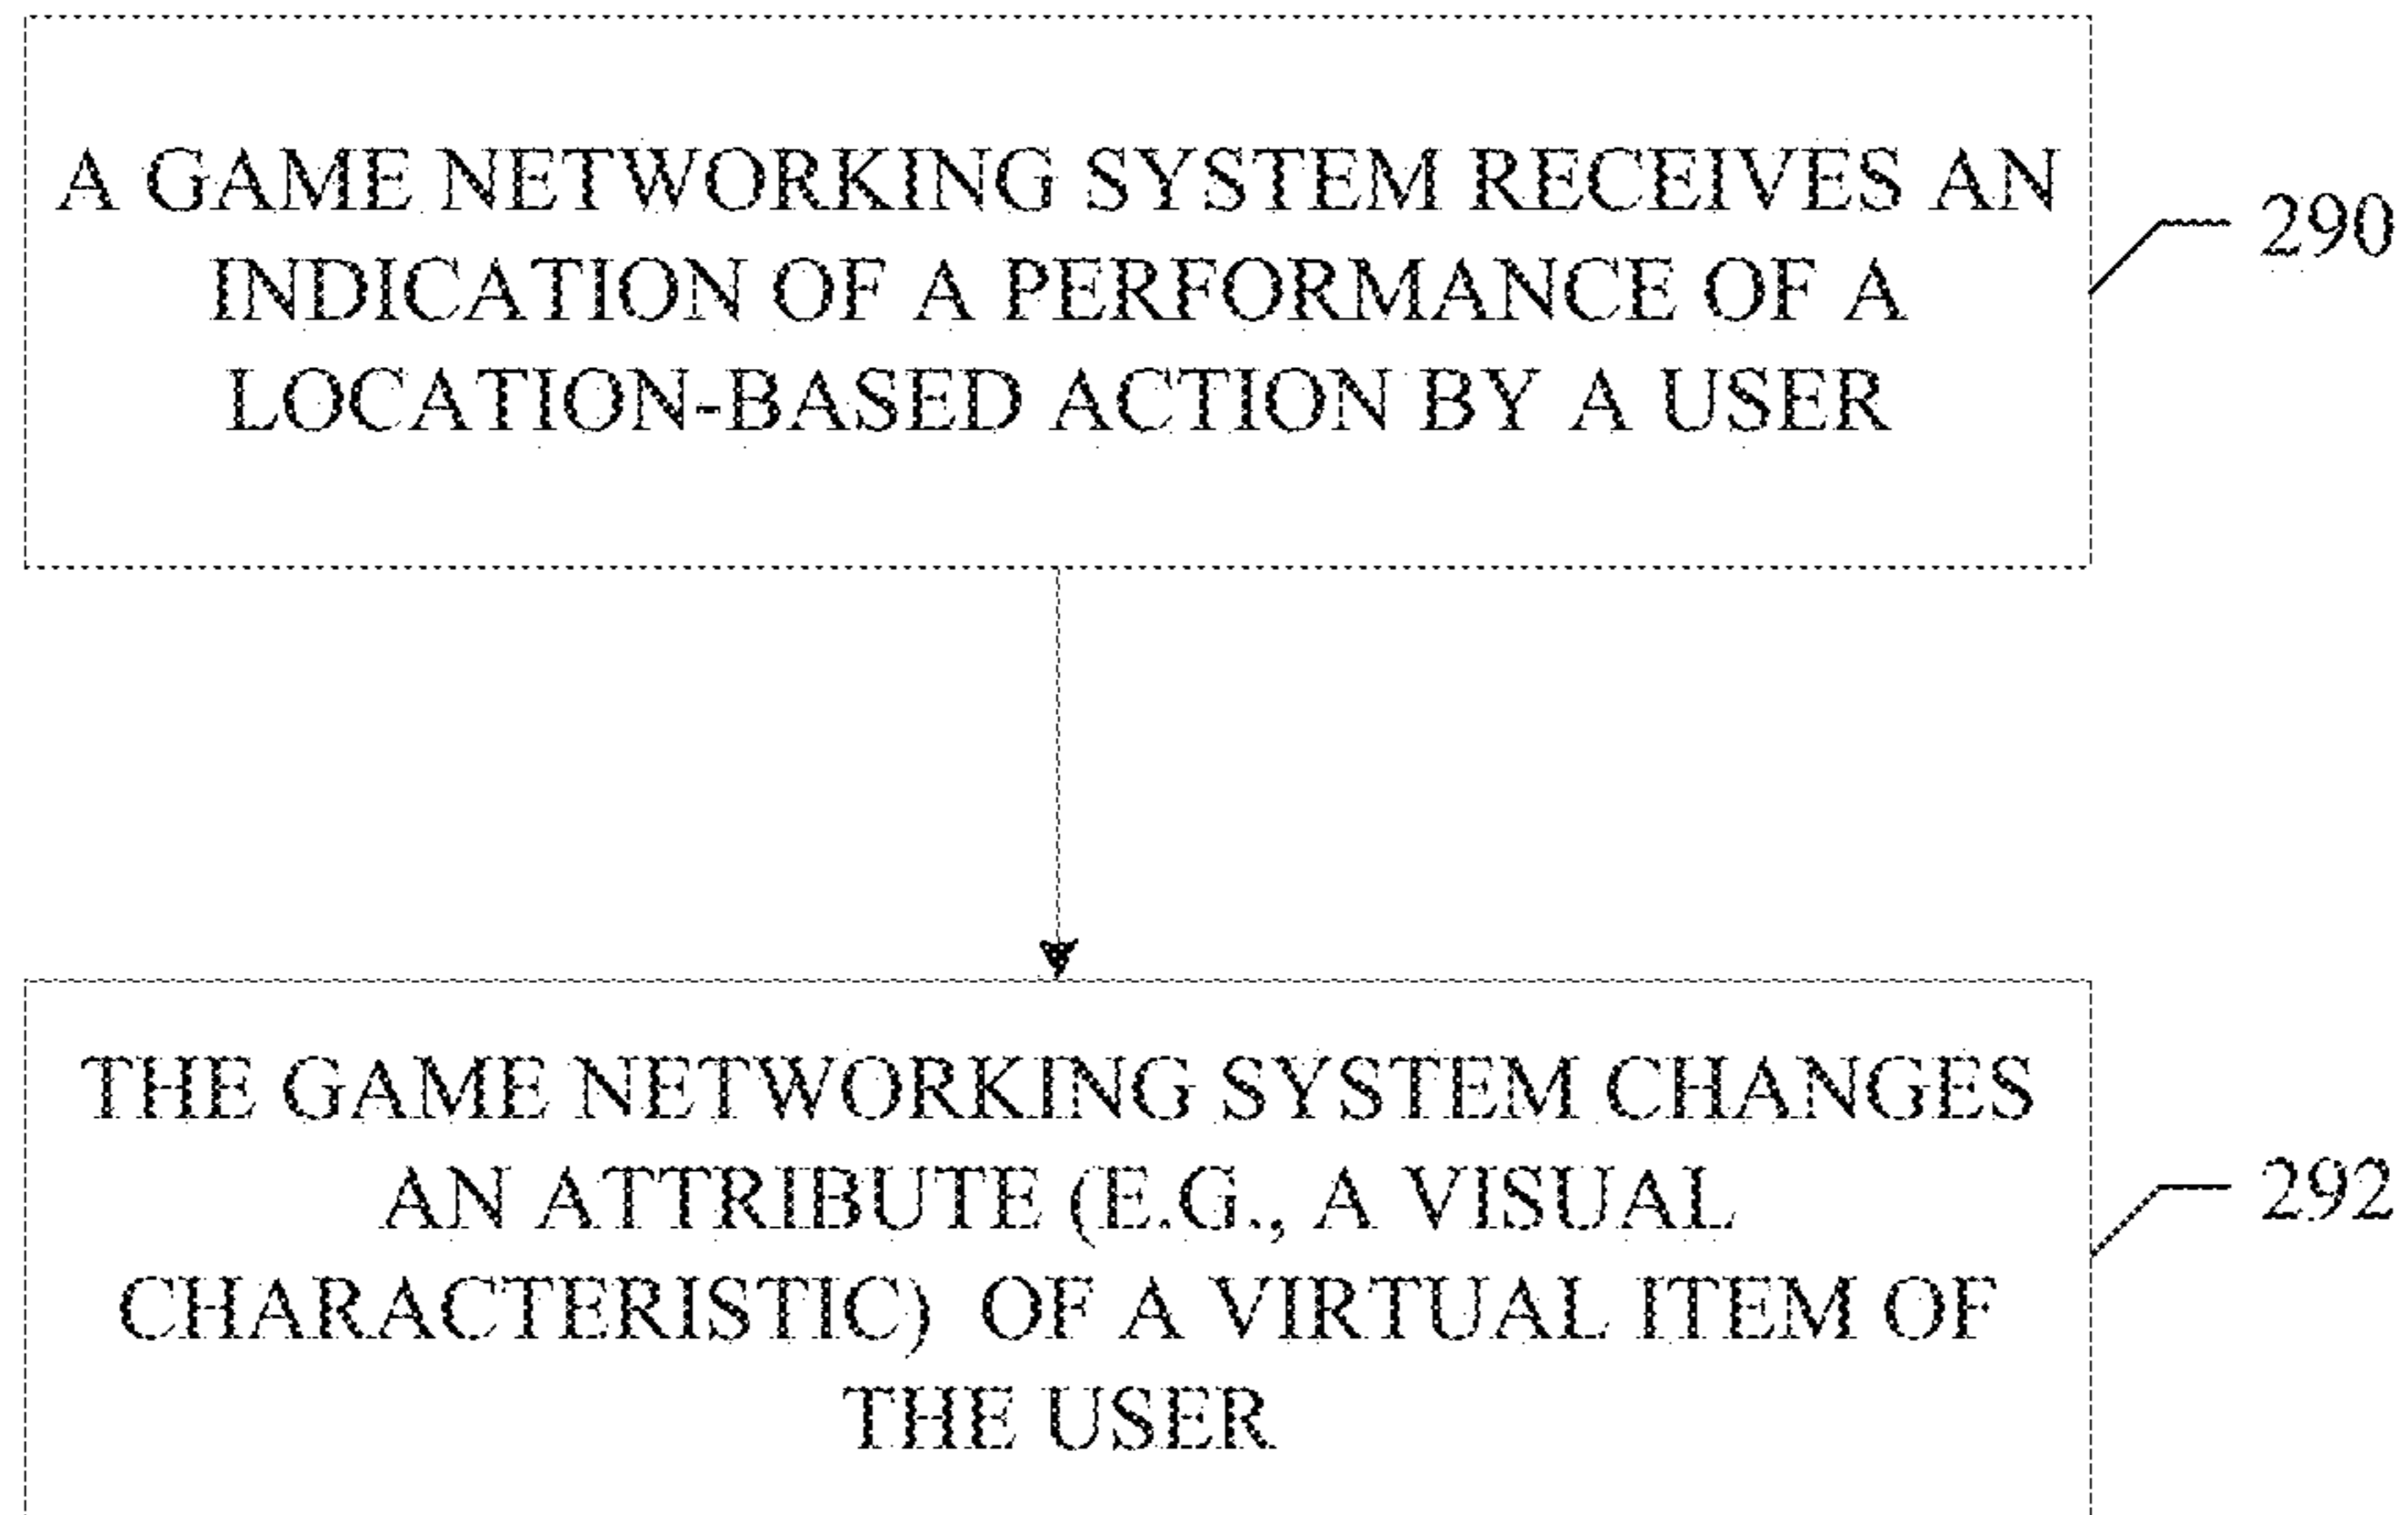 A GAME NETWORKING SYSTEM RECEIVES AN
INDICATION OF A PERFORMANCE OF A
LOCATION-BASED ACTION BY A USER
290
THE GAME NETWORKING SYSTEM CHANGES
AN ATTRIBUTE (E.G., A VISUAL
CHARACTERISTIC) OF A VIRTUAL ITEM OF
THE USER
292